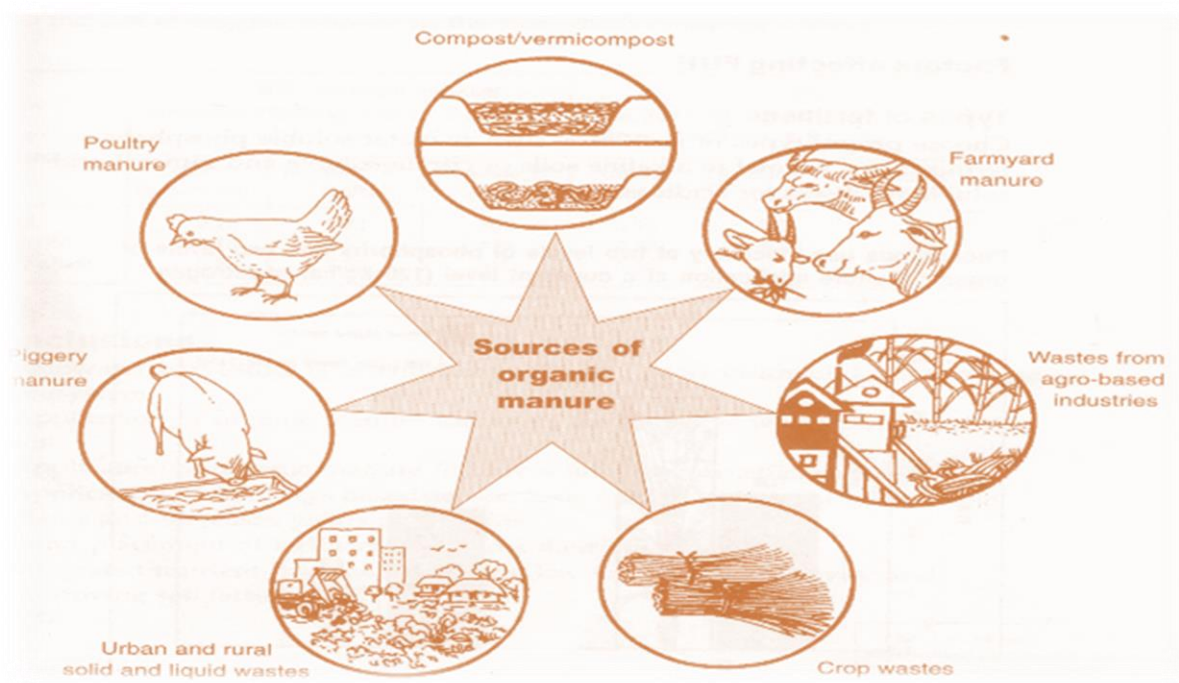 Compost/vermicompost
Poultry
manure
Farmyard
manure
Sources of
organic
manure
Piggery
manure
Wastes from
agro-based
industries
Urban and rural
solid and liquid wastes
Crop wastes